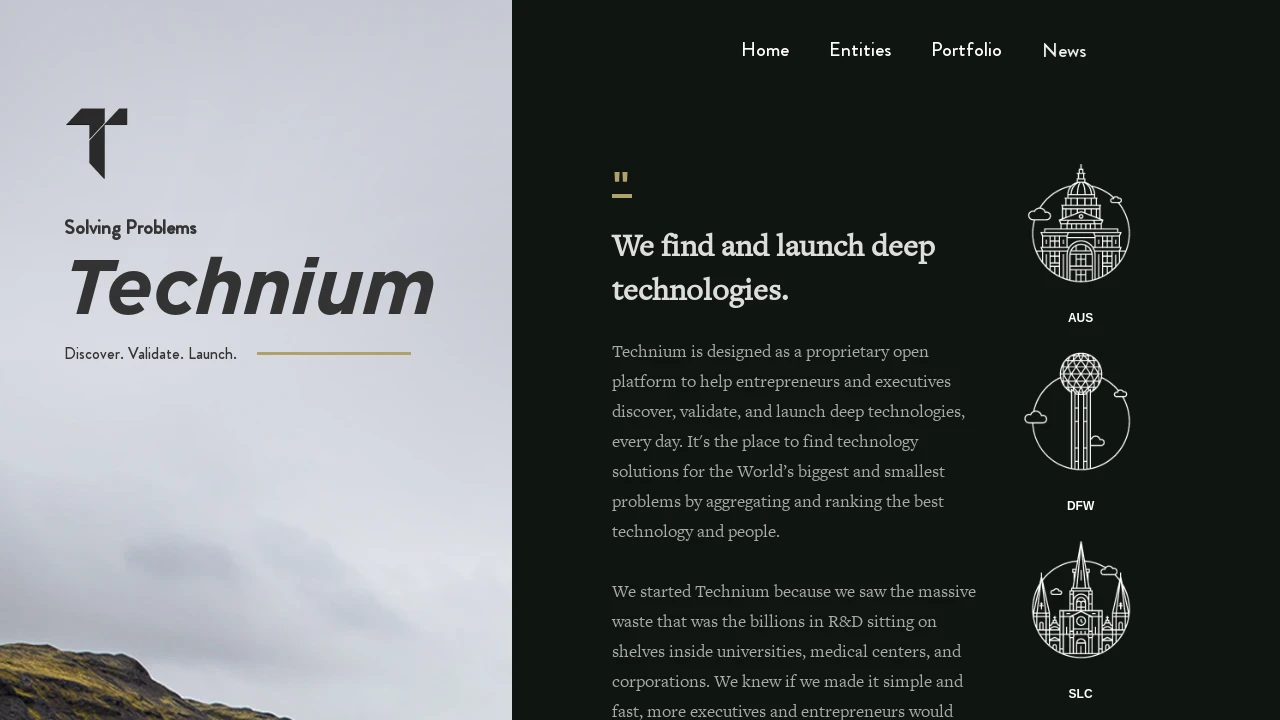 Home Entities Portfolio News
Solving Problems
Technium
Discover. Validate. Launch.
"
We find and launch deep
technologies.
Technium is designed as a proprietary open
platform to help entrepreneurs and executives
discover, validate, and launch deep technologies,
every day. It's the place to find technology
solutions for the World’s biggest and smallest
problems by aggregating and ranking the best
technology and people.
We started Technium because we saw the massive
waste that was the billions in R&D sitting on
shelves inside universities, medical centers, and
corporations. We knew if we made it simple and
fast, more executives and entrepreneurs would
AUS
DFW
SLC